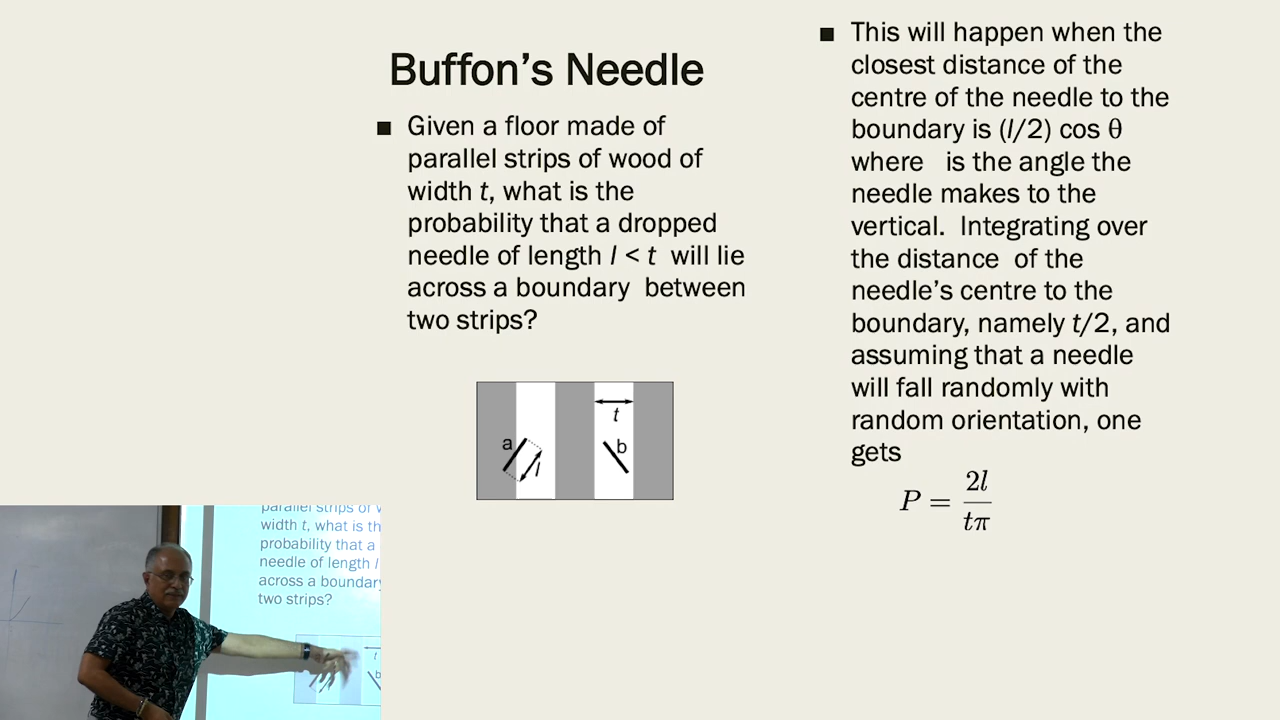 Buffon's Needle
■ Given a floor made of
parallel strips of wood of
width t, what is the
probability that a dropped
needle of length l < t will lie
across a boundary between
two strips?
t
a
l
b
■ This will happen when the
closest distance of the
centre of the needle to the
boundary is (l/2) cos θ
where is the angle the
needle makes to the
vertical. Integrating over
the distance of the
needle's centre to the
boundary, namely t/2, and
assuming that a needle
will fall randomly with
random orientation, one
gets
P = 2l / tπ
width t, what is th
probability that a
needle of length l
across a boundary
two strips?
t
b